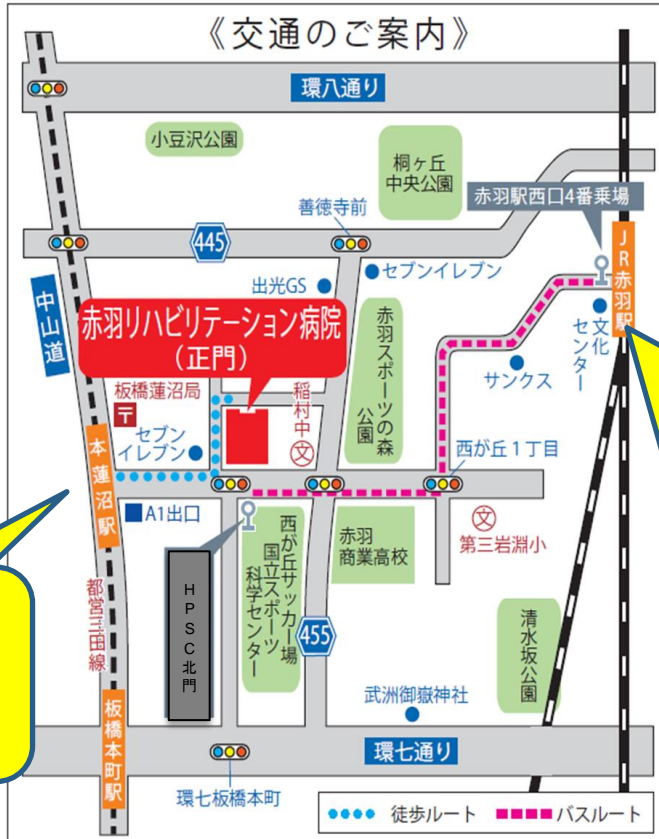 《交通のご案内》
環八通り
小豆沢公園
桐ヶ丘
中央公園
赤羽駅西口4番乗場
善徳寺前
445
JR赤羽駅
出光GS
セブンイレブン
中山道
赤羽リハビリテーション病院
(正門)
赤羽スポーツの森
公園
文化
センター
サンクス
板橋蓮沼局
〒
稲村中
文
セブン
イレブン
西が丘1丁目
本蓮沼駅
A1出口
文
第三岩淵小
赤羽
商業高校
西が丘サッカー場
国立スポーツ
科学センター
HPSC北門
都営三田線
455
清水坂公園
板橋本町駅
武洲御嶽神社
環七通り
環七板橋本町
徒歩ルート
バスルート